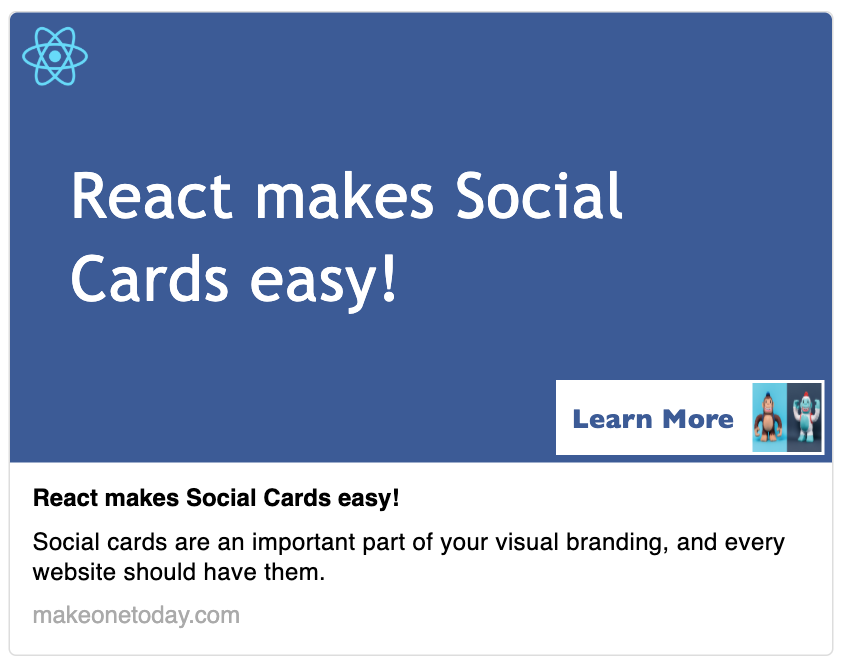 React makes Social
Cards easy!
Learn More
React makes Social Cards easy!
Social cards are an important part of your visual branding, and every
website should have them.
makeonetoday.com